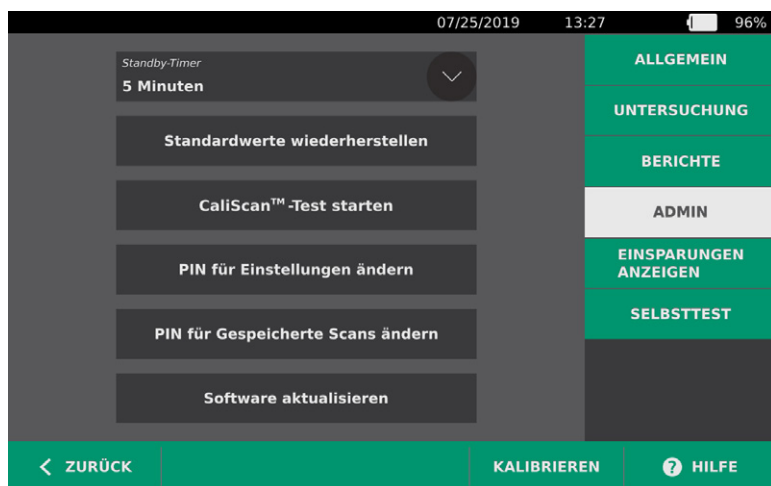 07/25/2019 13:27 96%
Standby-Timer
5 Minuten
Standardwerte wiederherstellen
CaliScan™-Test starten
PIN für Einstellungen ändern
PIN für Gespeicherte Scans ändern
Software aktualisieren
ALLGEMEIN
UNTERSUCHUNG
BERICHTE
ADMIN
EINSPARUNGEN
ANZEIGEN
SELBSTTEST
ZURÜCK
KALIBRIEREN
? HILFE